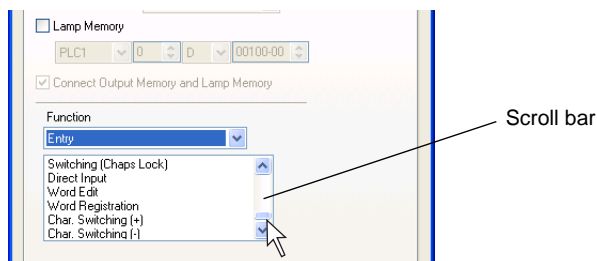 Lamp Memory
PLC1 0 D 00100-00
Connect Output Memory and Lamp Memory
Function
Entry
Scroll bar
Switching (Chaps Lock)
Direct Input
Word Edit
Word Registration
Char. Switching (+)
Char. Switching (-)